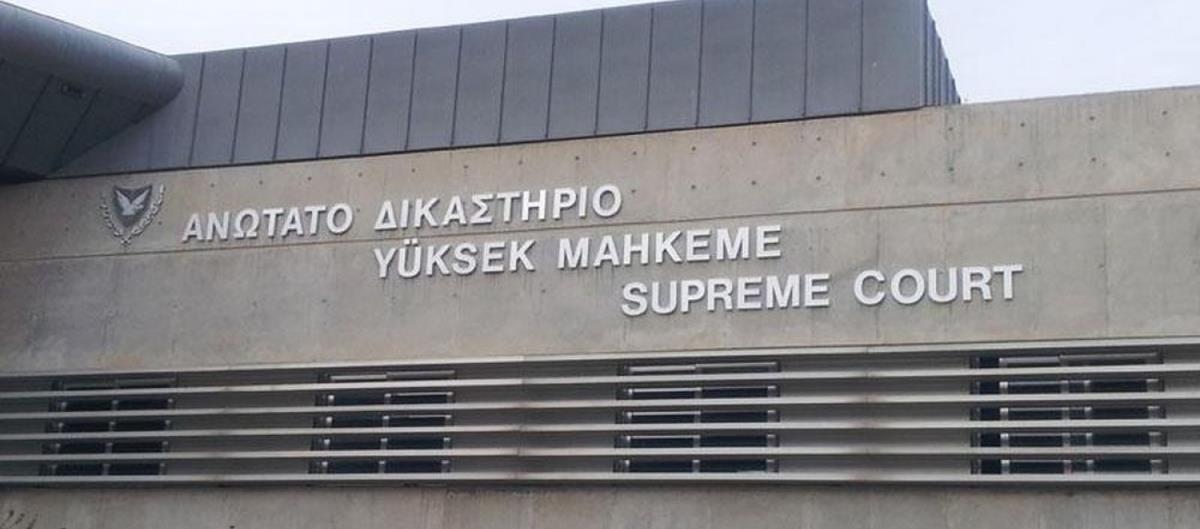 ΑΝΩΤΑΤΟ ΔΙΚΑΣΤΗΡΙΟ
YÜKSEK MAHKEME
SUPREME COURT